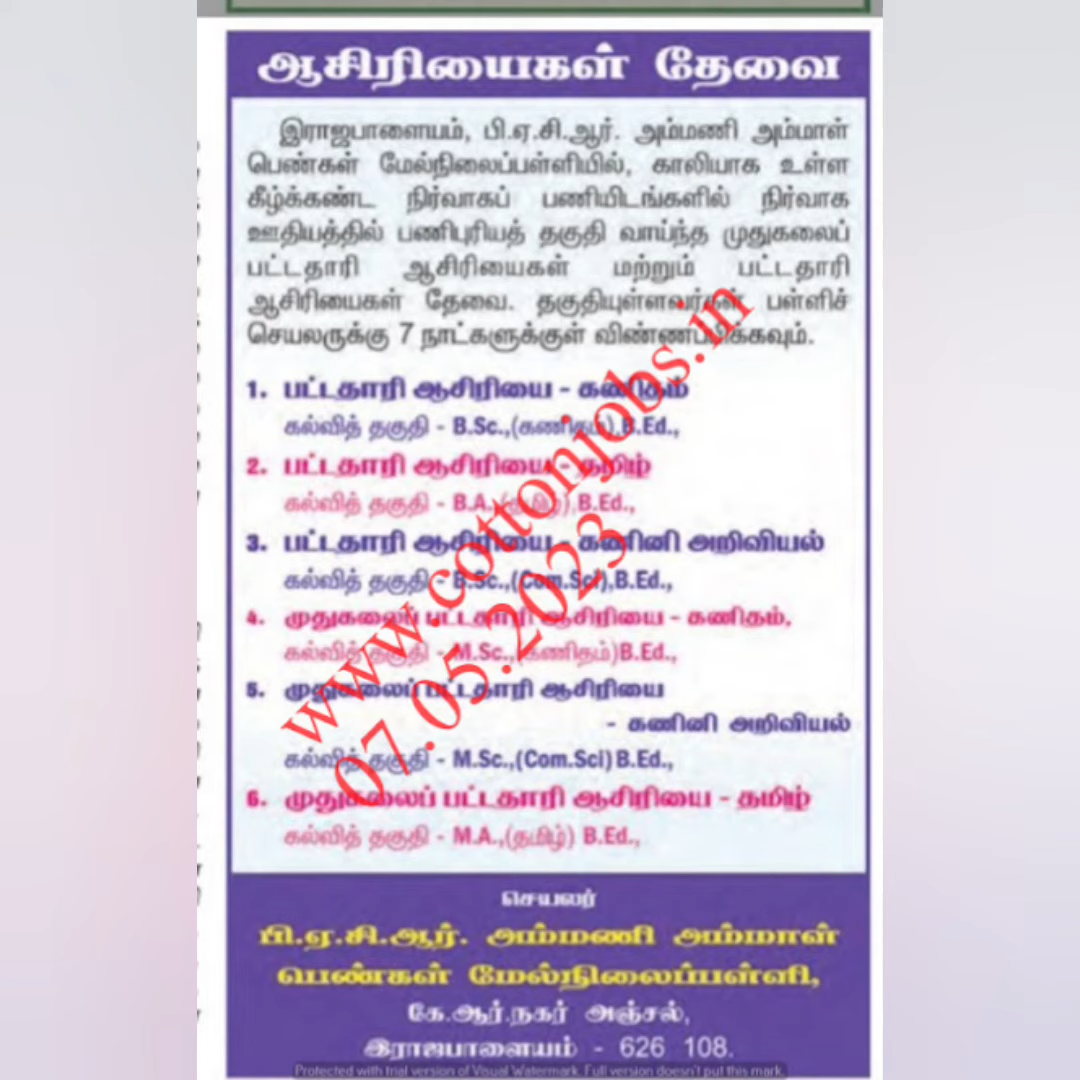 ஆசிரியைகள் தேவை
இராஜபாளையம், பி.ஏ.சி.ஆர். அம்மணி அம்மாள்
பெண்கள் மேல்நிலைப்பள்ளியில், காலியாக உள்ள
கீழ்க்கண்ட நிர்வாகப் பணியிடங்களில் நிர்வாக
ஊதியத்தில் பணிபுரியத் தகுதி வாய்ந்த முதுகலைப்
பட்டதாரி ஆசிரியைகள் மற்றும் பட்டதாரி
ஆசிரியைகள் தேவை. தகுதியுள்ளவர்கள் பள்ளிச்
செயலருக்கு 7 நாட்களுக்குள் விண்ணப்பிக்கவும்.
1. பட்டதாரி ஆசிரியை - கணிதம்
கல்வித் தகுதி - B.Sc.,(கணிதம்),B.Ed.,
2. பட்டதாரி ஆசிரியை - தமிழ்
கல்வித் தகுதி - B.A.,(தமிழ்),B.Ed.,
3. பட்டதாரி ஆசிரியை - கணினி அறிவியல்
கல்வித் தகுதி - B.Sc.,(Com.Sci),B.Ed.,
4. முதுகலைப் பட்டதாரி ஆசிரியை - கணிதம்,
கல்வித் தகுதி - M.Sc.,(கணிதம்)B.Ed.,
5. முதுகலைப் பட்டதாரி ஆசிரியை
- கணினி அறிவியல்
கல்வித் தகுதி - M.Sc.,(Com.Sci) B.Ed.,
6. முதுகலைப் பட்டதாரி ஆசிரியை - தமிழ்
கல்வித் தகுதி - M.A.,(தமிழ்) B.Ed.,
செயலர்
பி.ஏ.சி.ஆர். அம்மணி அம்மாள்
பெண்கள் மேல்நிலைப்பள்ளி,
கே.ஆர்.நகர் அஞ்சல்,
இராஜபாளையம் - 626 108.
www.cottonjobs.in
07.05.2023
Protected with trial version of Visual Watermark. Full version doesn't put this mark.